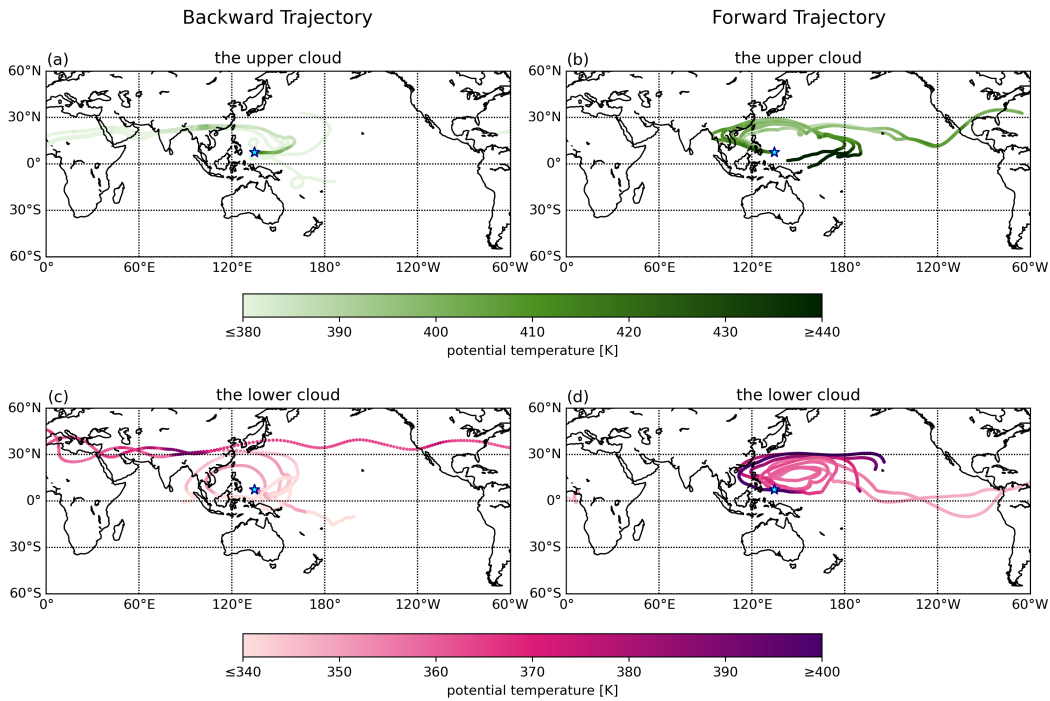 Backward Trajectory
Forward Trajectory
(a)
the upper cloud
60°N
30°N
0°
30°S
60°S
0°
60°E
120°E
180°
120°W
60°W
(b)
the upper cloud
60°N
30°N
0°
30°S
60°S
0°
60°E
120°E
180°
120°W
60°W
≤380
390
400
410
420
430
≥440
potential temperature [K]
(c)
the lower cloud
60°N
30°N
0°
30°S
60°S
0°
60°E
120°E
180°
120°W
60°W
(d)
the lower cloud
60°N
30°N
0°
30°S
60°S
0°
60°E
120°E
180°
120°W
60°W
≤340
350
360
370
380
390
≥400
potential temperature [K]